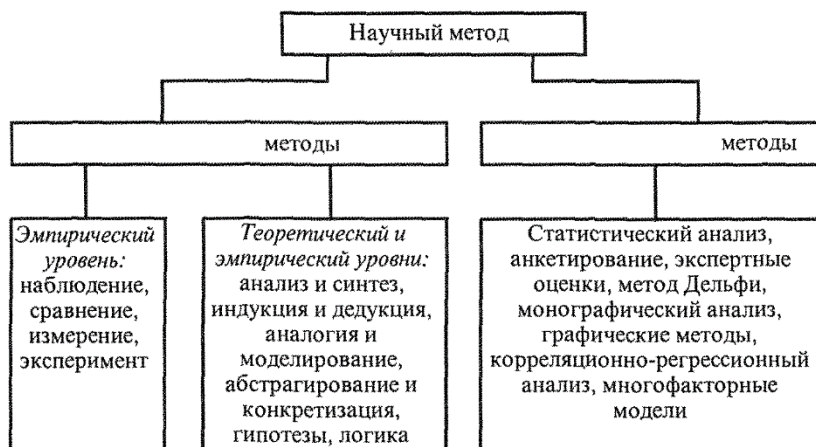 Научный метод
методы
методы
Эмпирический
уровень:
наблюдение,
сравнение,
измерение,
эксперимент
Теоретический и
эмпирический уровни:
анализ и синтез,
индукция и дедукция,
аналогия и
моделирование,
абстрагирование и
конкретизация,
гипотезы, логика
Статистический анализ,
анкетирование, экспертные
оценки, метод Дельфи,
монографический анализ,
графические методы,
корреляционно-регрессионный
анализ, многофакторные
модели